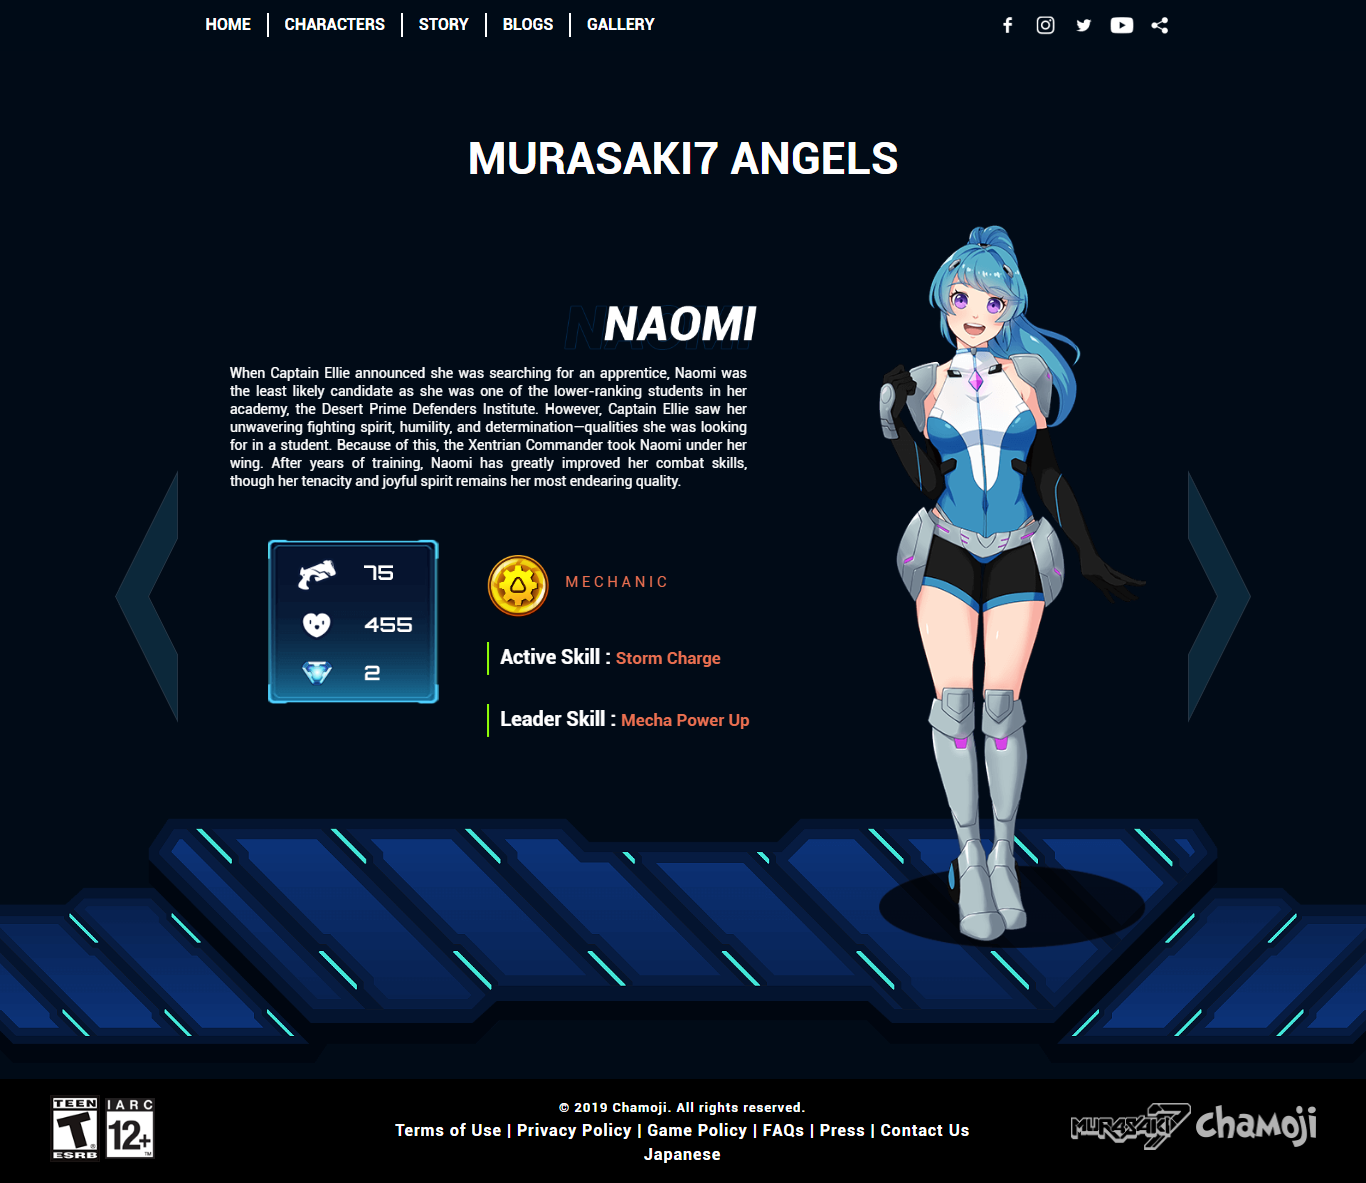 HOME CHARACTERS STORY BLOGS GALLERY
MURASAKI7 ANGELS
NAOMI
When Captain Ellie announced she was searching for an apprentice, Naomi was
the least likely candidate as she was one of the lower-ranking students in her
academy, the Desert Prime Defenders Institute. However, Captain Ellie saw her
unwavering fighting spirit, humility, and determination—qualities she was looking
for in a student. Because of this, the Xentrian Commander took Naomi under her
wing. After years of training, Naomi has greatly improved her combat skills,
though her tenacity and joyful spirit remains her most endearing quality.
75
455
2
MECHANIC
Active Skill : Storm Charge
Leader Skill : Mecha Power Up
TEEN
T
ESRB
IARC
12+
© 2019 Chamoji. All rights reserved.
Terms of Use | Privacy Policy | Game Policy | FAQs | Press | Contact Us
Japanese
MURASAKI7
chamoji